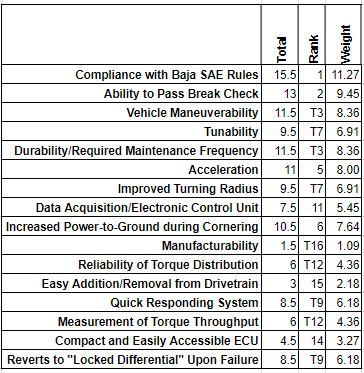 Total Rank Weight
Compliance with Baja SAE Rules 15.5 1 11.27
Ability to Pass Break Check 13 2 9.45
Vehicle Maneuverability 11.5 T3 8.36
Tunability 9.5 T7 6.91
Durability/Required Maintenance Frequency 11.5 T3 8.36
Acceleration 11 5 8.00
Improved Turning Radius 9.5 T7 6.91
Data Acquisition/Electronic Control Unit 7.5 11 5.45
Increased Power-to-Ground during Cornering 10.5 6 7.64
Manufacturability 1.5 T16 1.09
Reliability of Torque Distribution 6 T12 4.36
Easy Addition/Removal from Drivetrain 3 15 2.18
Quick Responding System 8.5 T9 6.18
Measurement of Torque Throughput 6 T12 4.36
Compact and Easily Accessible ECU 4.5 14 3.27
Reverts to "Locked Differential" Upon Failure 8.5 T9 6.18